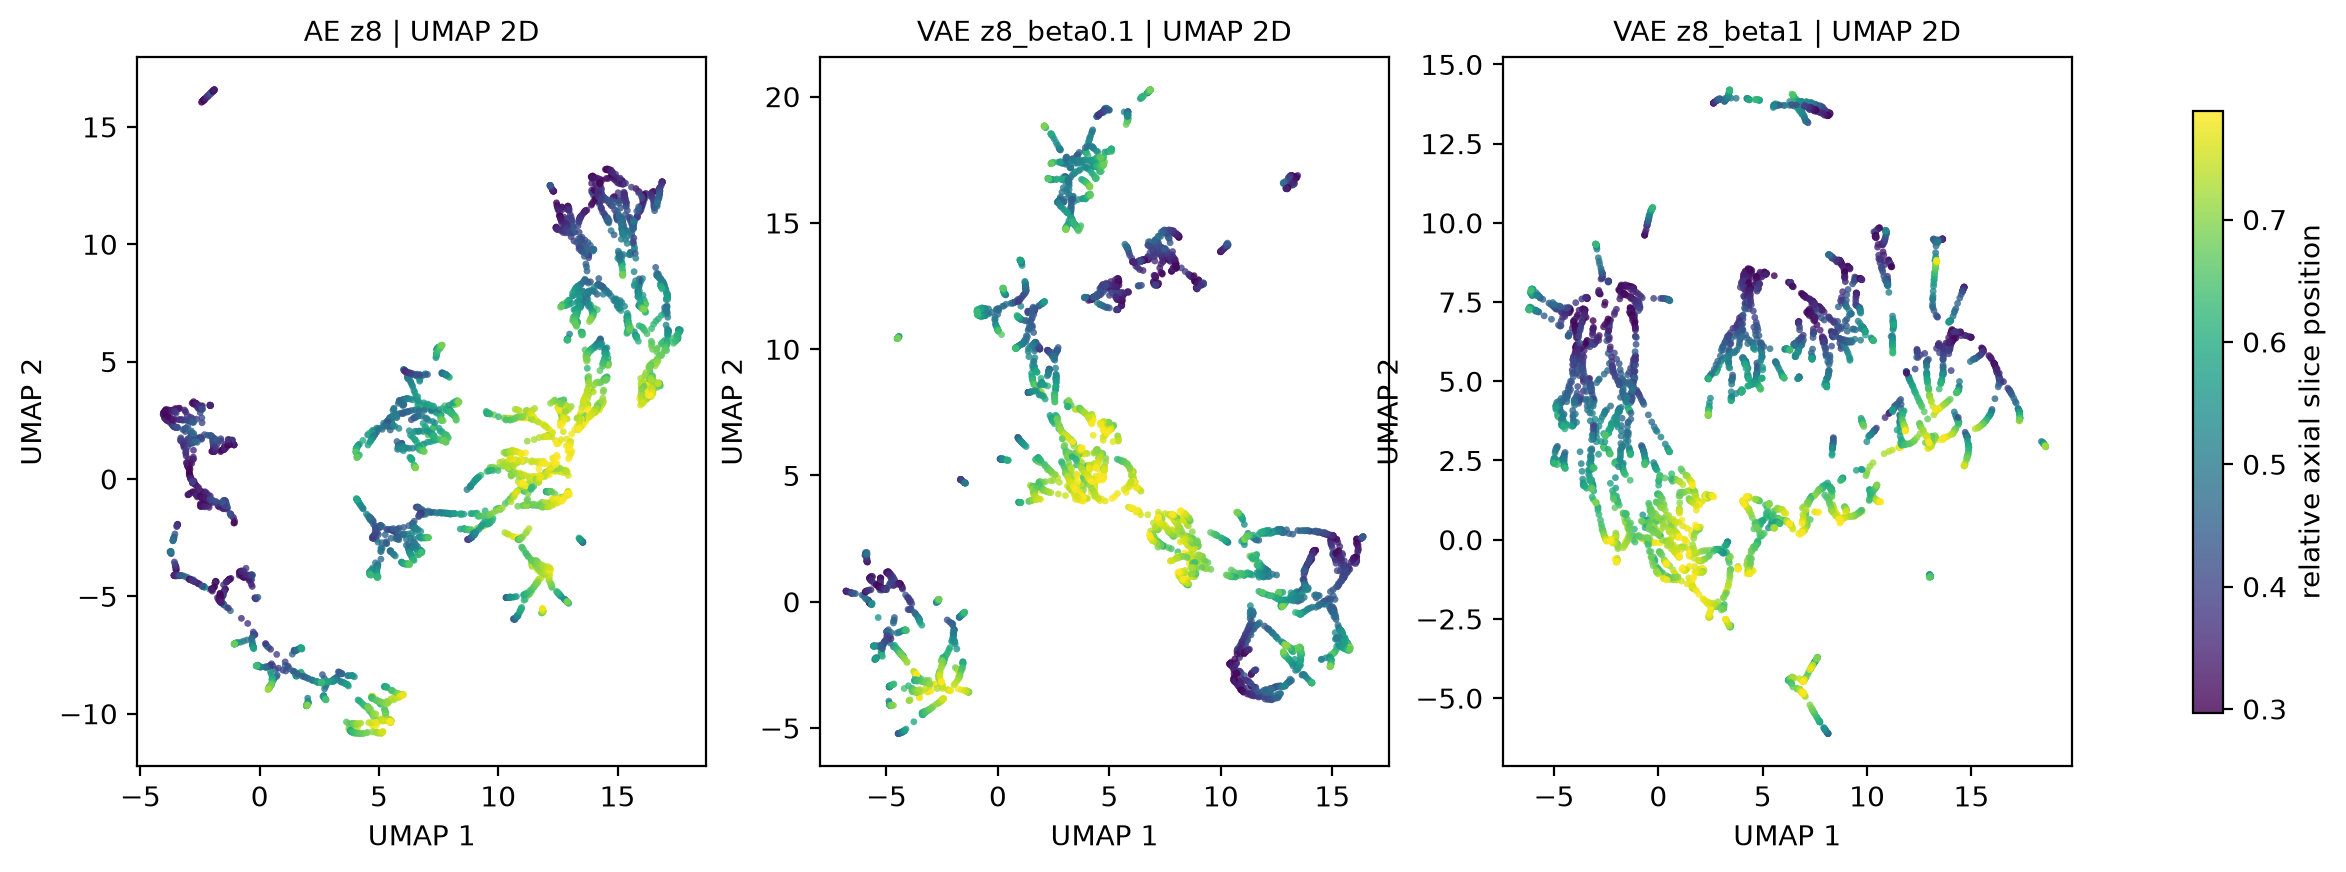 AE z8 | UMAP 2D
15
10
5
0
−5
−10
−5 0 5 10 15
UMAP 1
UMAP 2
VAE z8_beta0.1 | UMAP 2D
20
15
10
5
0
−5
−5 0 5 10 15
UMAP 1
UMAP 2
VAE z8_beta1 | UMAP 2D
15.0
12.5
10.0
7.5
5.0
2.5
0.0
−2.5
−5.0
−5 0 5 10 15
UMAP 1
UMAP 2
0.7
0.6
0.5
0.4
0.3
relative axial slice position